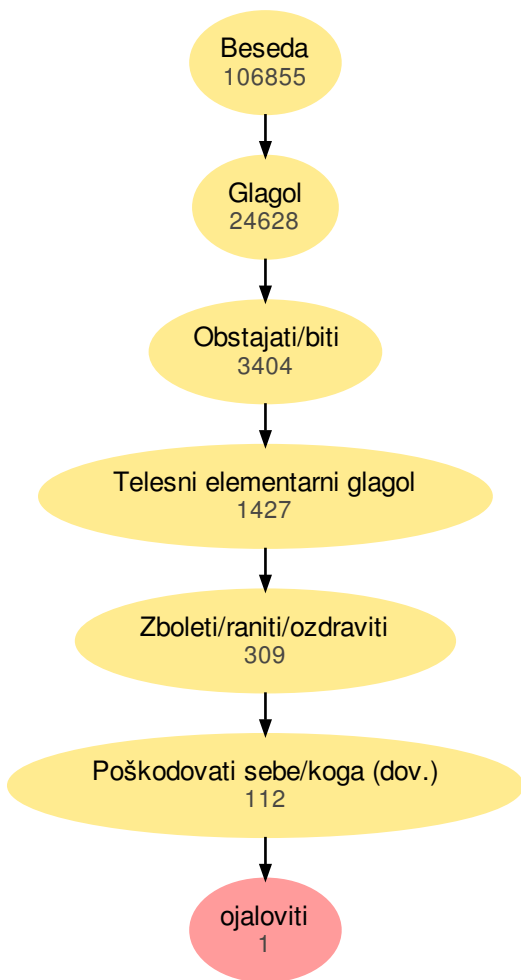 Beseda
106855
Glagol
24628
Obstajati/biti
3404
Telesni elementarni glagol
1427
Zboleti/raniti/ozdraviti
309
Poškodovati sebe/koga (dov.)
112
ojaloviti
1